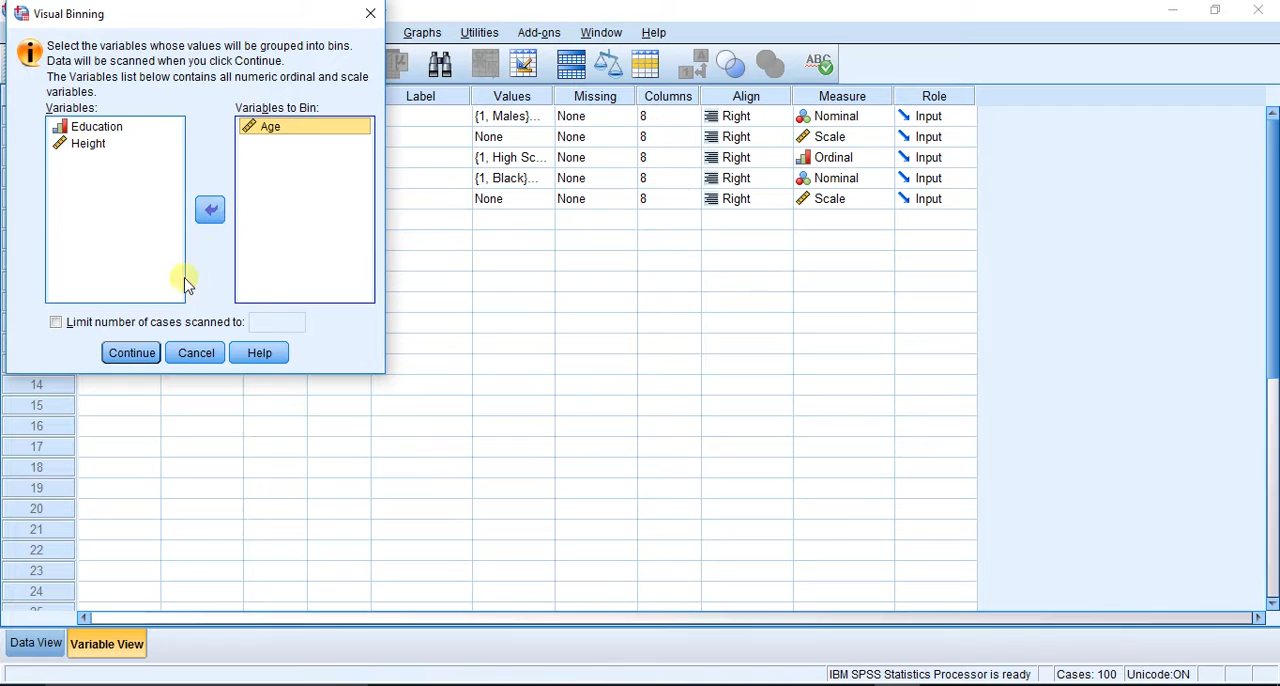 Visual Binning
Select the variables whose values will be grouped into bins.
Data will be scanned when you click Continue.
The Variables list below contains all numeric ordinal and scale
variables.
Variables:
Variables to Bin:
Education
Height
Age
Limit number of cases scanned to:
Continue
Cancel
Help
Graphs
Utilities
Add-ons
Window
Help
A
ABC
Label
Values
Missing
Columns
Align
Measure
Role
{1, Males}...
None
8
Right
Nominal
Input
None
None
8
Right
Scale
Input
{1, High Sc...
None
8
Right
Ordinal
Input
{1, Black}...
None
8
Right
Nominal
Input
None
None
8
Right
Scale
Input
14
15
16
17
18
19
20
21
22
23
24
Data View
Variable View
IBM SPSS Statistics Processor is ready
Cases: 100
Unicode:ON